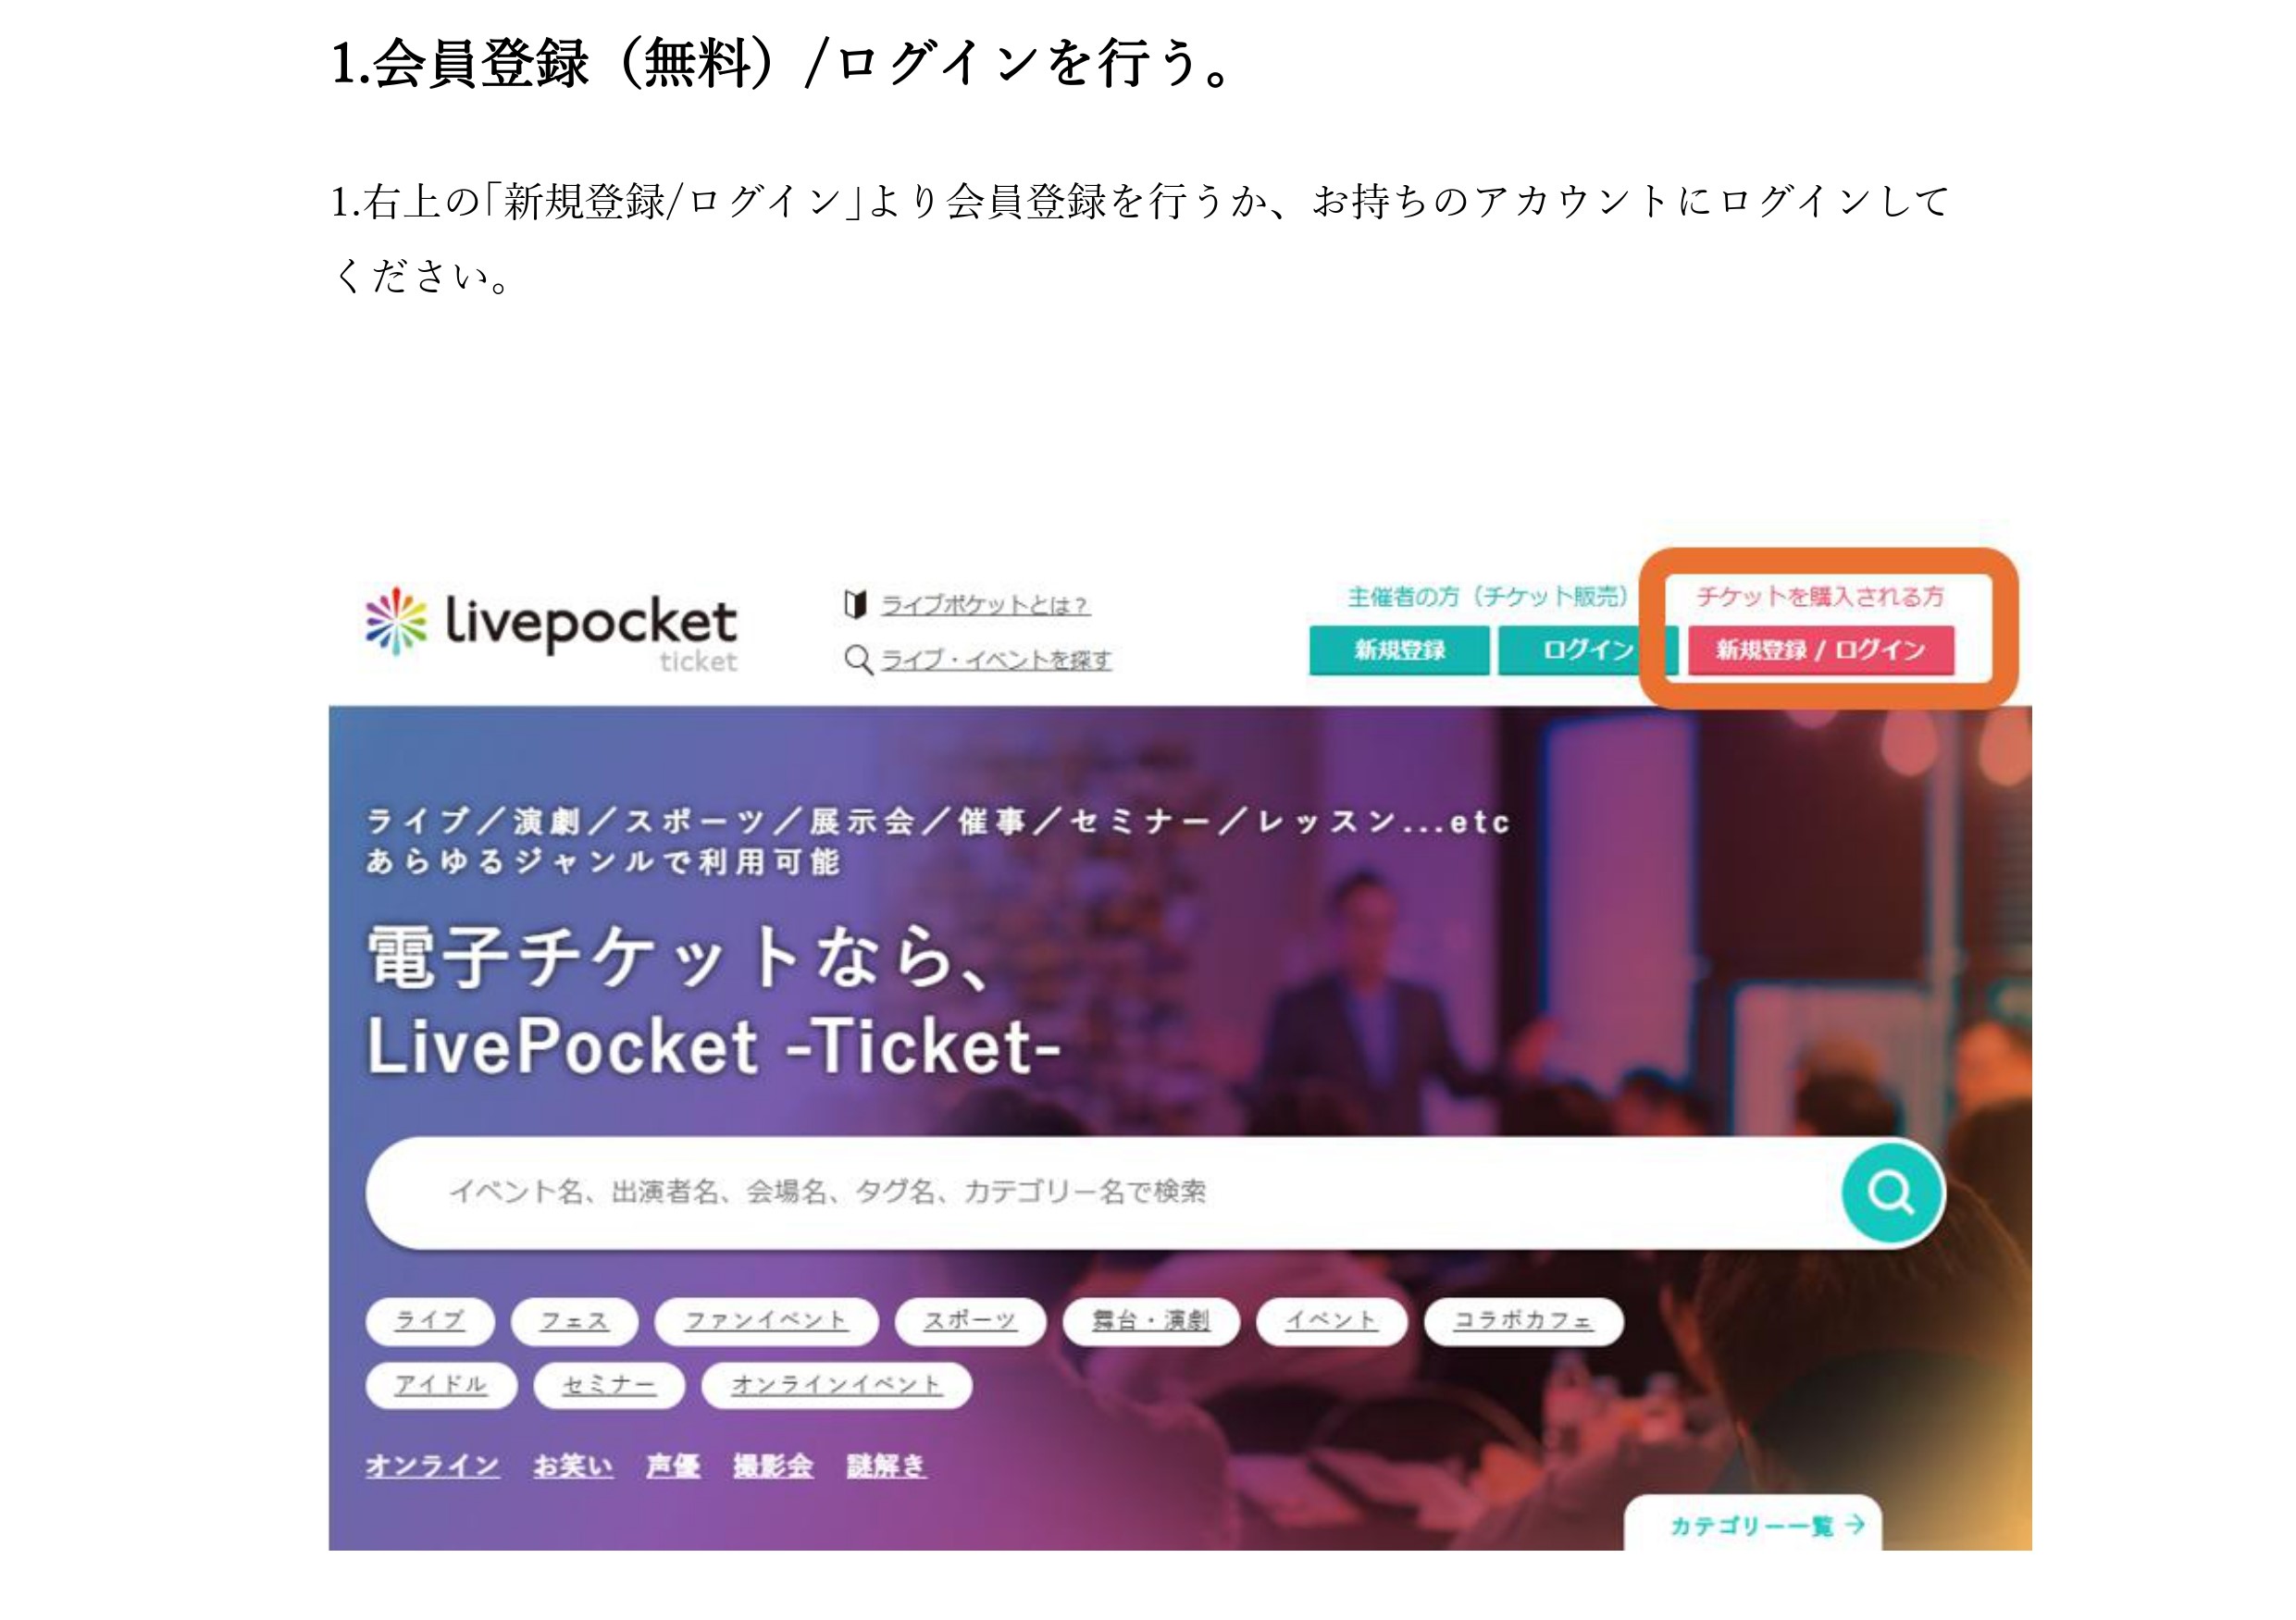 1.会員登録（無料）/ログインを行う。
1.右上の｢新規登録/ログイン｣より会員登録を行うか、お持ちのアカウントにログインして
ください。
livepocket
ticket
ライブポケットとは？
ライブ・イベントを探す
主催者の方（チケット販売）
新規登録
ログイン
チケットを購入される方
新規登録 / ログイン
ライブ／演劇／スポーツ／展示会／催事／セミナー／レッスン...etc
あらゆるジャンルで利用可能
電子チケットなら、
LivePocket -Ticket-
イベント名、出演者名、会場名、タグ名、カテゴリー名で検索
ライブ フェス ファンイベント スポーツ 舞台・演劇 イベント コラボカフェ
アイドル セミナー オンラインイベント
オンライン お笑い 声優 撮影会 謎解き
カテゴリー一覧